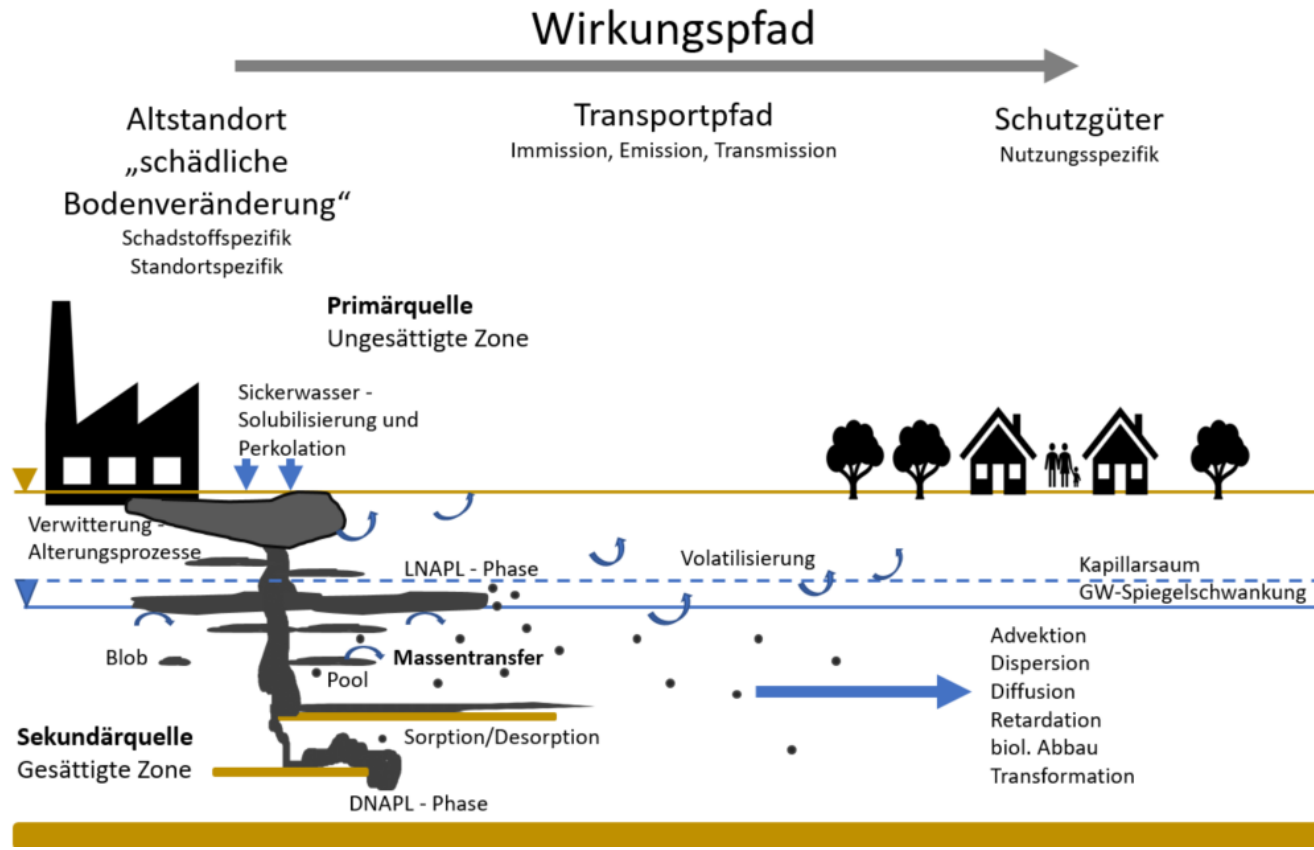 Wirkungspfad
Altstandort
„schädliche
Bodenveränderung“
Schadstoffspezifik
Standortspezifik
Transportpfad
Immission, Emission, Transmission
Schutzgüter
Nutzungsspezifik
Primärquelle
Ungesättigte Zone
Sickerwasser -
Solubilisierung und
Perkolation
Verwitterung -
Alterungsprozesse
LNAPL - Phase
Volatilisierung
Kapillarsaum
GW-Spiegelschwankung
Blob
Pool
Massentransfer
Advektion
Dispersion
Diffusion
Retardation
biol. Abbau
Transformation
Sekundärquelle
Gesättigte Zone
Sorption/Desorption
DNAPL - Phase